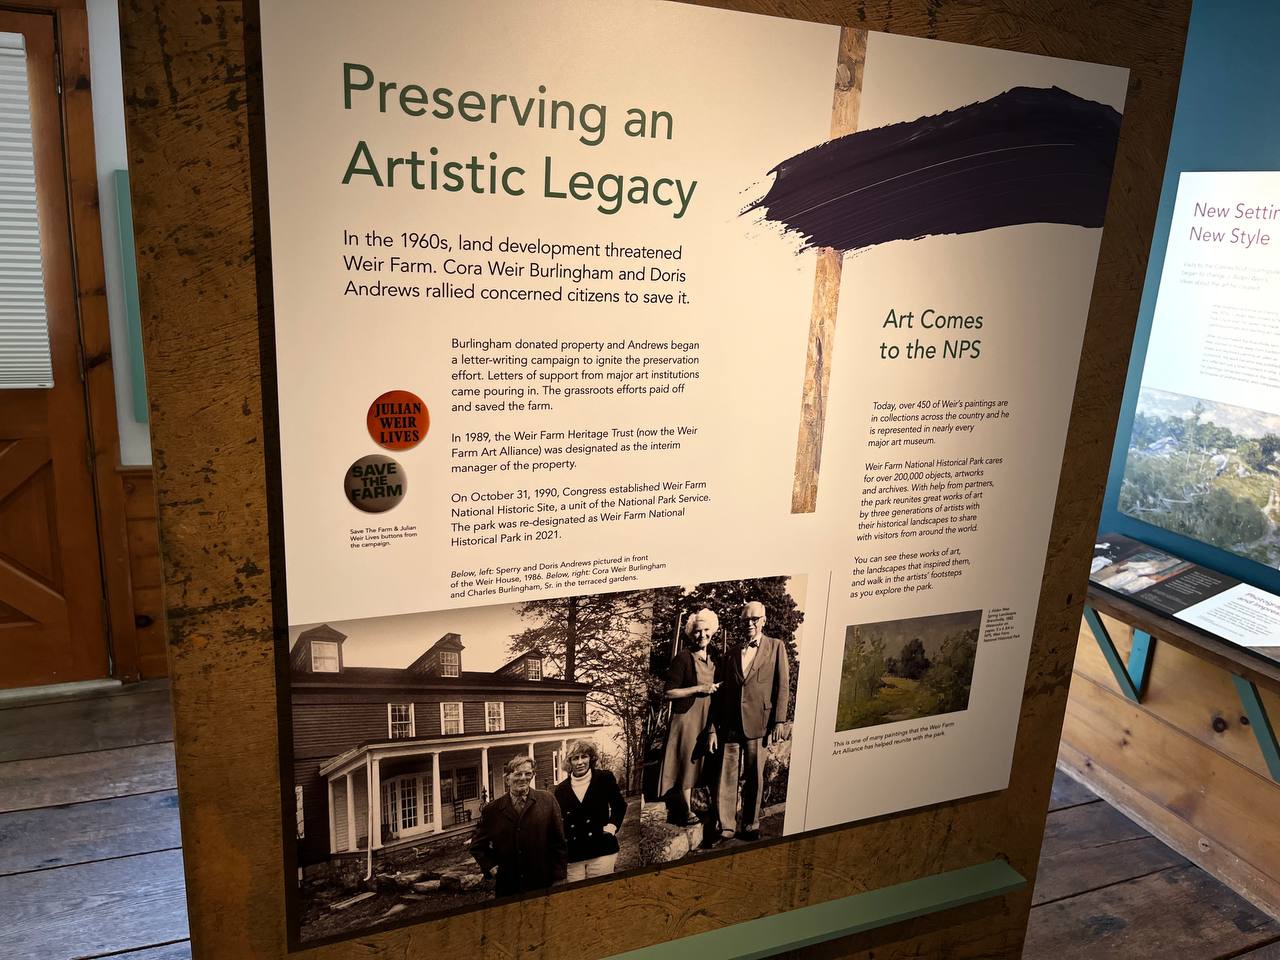 Preserving an
Artistic Legacy
In the 1960s, land development threatened
Weir Farm. Cora Weir Burlingham and Doris
Andrews rallied concerned citizens to save it.
Burlingham donated property and Andrews began
a letter-writing campaign to ignite the preservation
effort. Letters of support from major art institutions
came pouring in. The grassroots efforts paid off
and saved the farm.
In 1989, the Weir Farm Heritage Trust (now the Weir
Farm Art Alliance) was designated as the interim
manager of the property.
On October 31, 1990, Congress established Weir Farm
National Historic Site, a unit of the National Park Service.
The park was re-designated as Weir Farm National
Historical Park in 2021.
JULIAN
WEIR
LIVES
SAVE
THE
FARM
Save The Farm & Julian
Weir Lives buttons from
the campaign.
Below, left: Sperry and Doris Andrews pictured in front
of the Weir House, 1986. Below, right: Cora Weir Burlingham
and Charles Burlingham, Sr. in the terraced gardens.
Art Comes
to the NPS
Today, over 450 of Weir's paintings are
in collections across the country and he
is represented in nearly every
major art museum.
Weir Farm National Historical Park cares
for over 200,000 objects, artworks
and archives. With help from partners,
the park reunites great works of art
by three generations of artists with
their historical landscapes to share
with visitors from around the world.
You can see these works of art,
the landscapes that inspired them,
and walk in the artists' footsteps
as you explore the park.
J. Alden Weir
Spring Landscape,
Branchville, 1882
Watercolor on
NPS, Weir Farm
National Historical Park
This is one of many paintings that the Weir Farm
Art Alliance has helped reunite with the park.
New Settin
New Style